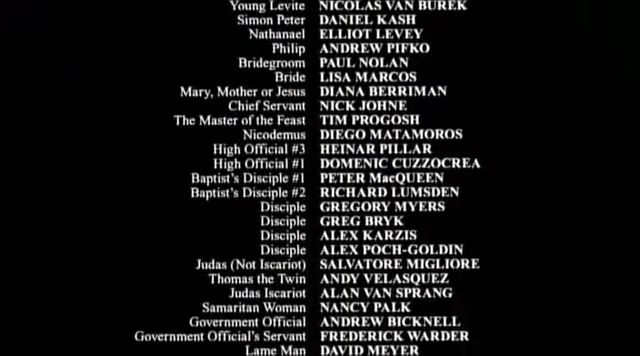 Young Levite NICOLAS VAN BUREK
Simon Peter DANIEL KASH
Nathanael ELLIOT LEVEY
Philip ANDREW PIFKO
Bridegroom PAUL NOLAN
Bride LISA MARCOS
Mary, Mother or Jesus DIANA BERRIMAN
Chief Servant NICK JOHNE
The Master of the Feast TIM PROGOSH
Nicodemus DIEGO MATAMOROS
High Official #3 HEINAR PILLAR
High Official #1 DOMENIC CUZZOCREA
Baptist's Disciple #1 PETER MacQUEEN
Baptist's Disciple #2 RICHARD LUMSDEN
Disciple GREGORY MYERS
Disciple GREG BRYK
Disciple ALEX KARZIS
Disciple ALEX POCH-GOLDIN
Judas (Not Iscariot) SALVATORE MIGLIORE
Thomas the Twin ANDY VELASQUEZ
Judas Iscariot ALAN VAN SPRANG
Samaritan Woman NANCY PALK
Government Official ANDREW BICKNELL
Government Official's Servant FREDERICK WARDER
Lame Man DAVID MEYER